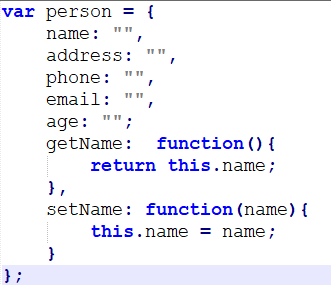 var person = {
    name: "",
    address: "",
    phone: "",
    email: "",
    age: "";
    getName:  function(){
        return this.name;
    },
    setName: function(name){
        this.name = name;
    }
};